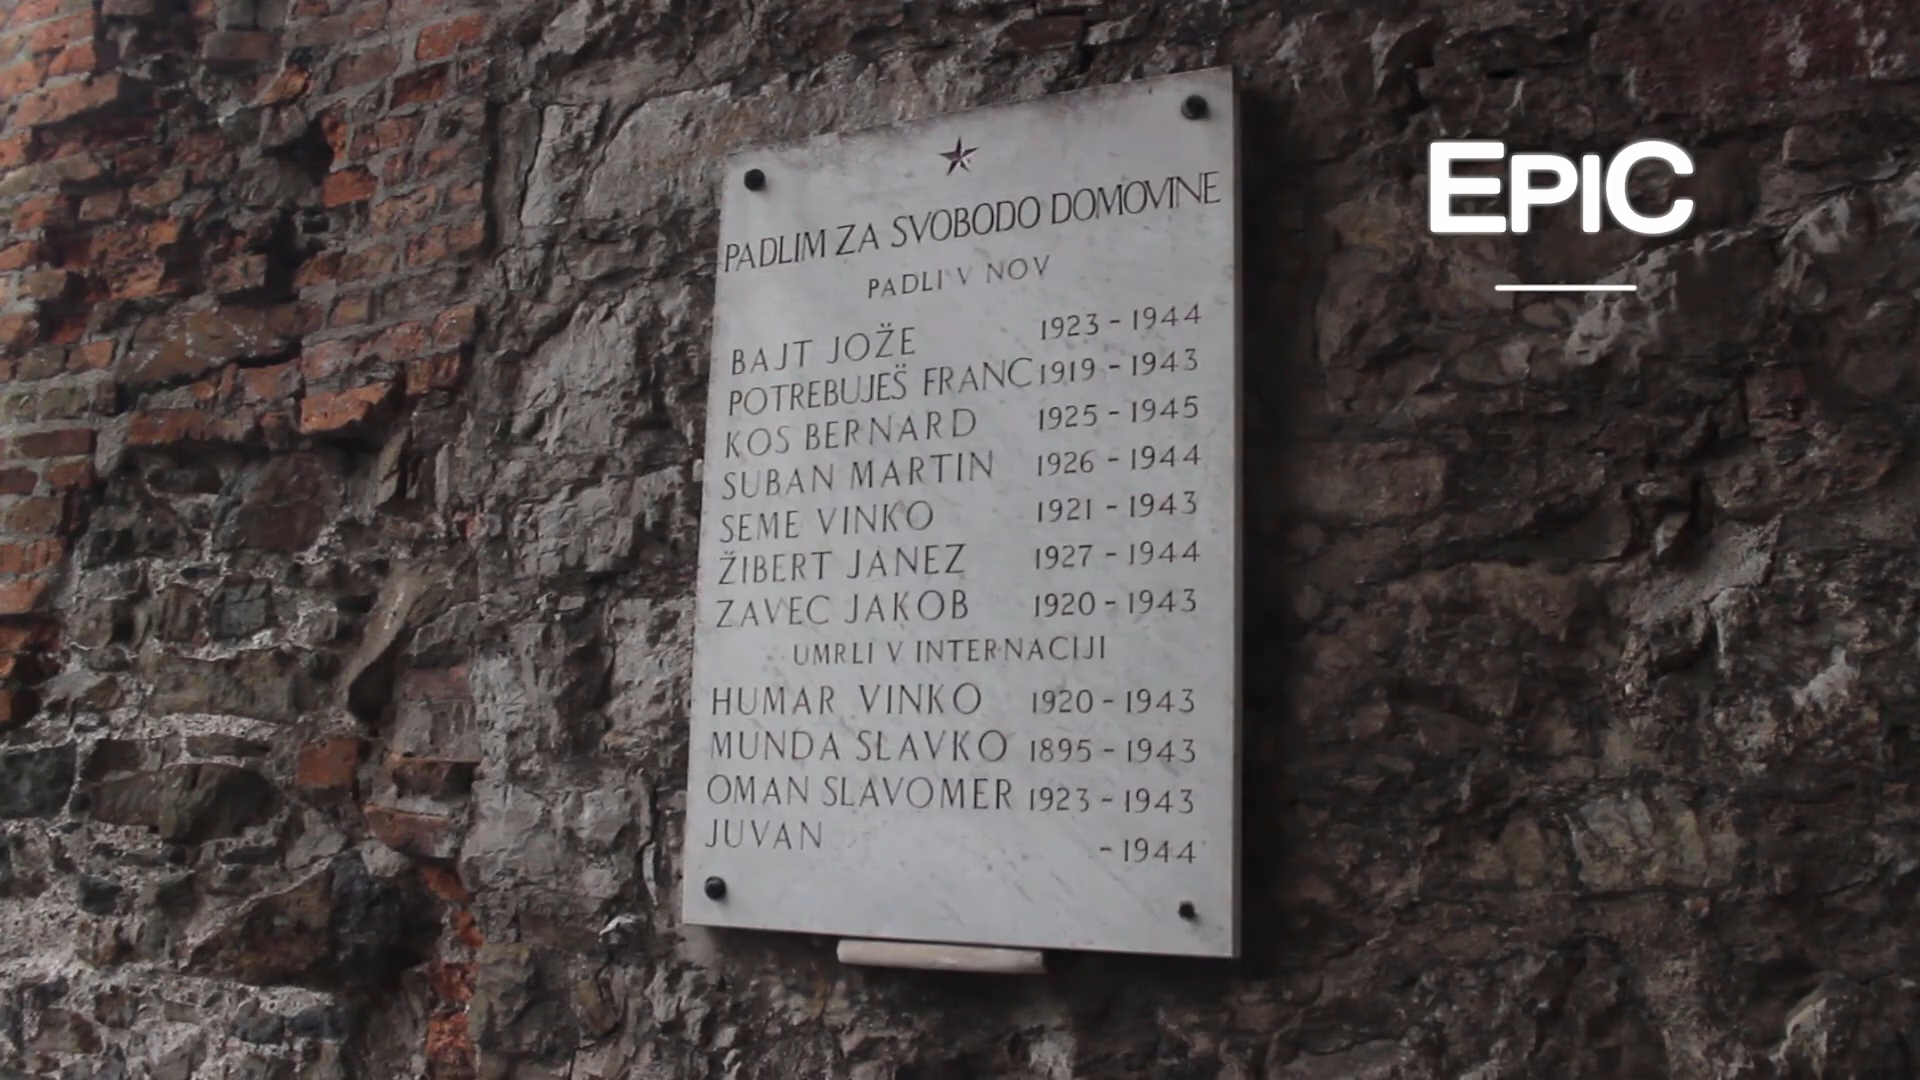 PADLIM ZA SVOBODO DOMOVINE
PADLI V NOV
BAJT JOŽE 1923 - 1944
POTREBUJEŠ FRANC 1919 - 1943
KOS BERNARD 1925 - 1945
SUBAN MARTIN 1926 - 1944
SEME VINKO 1921 - 1943
ŽIBERT JANEZ 1927 - 1944
ZAVEC JAKOB 1920 - 1943
UMRLI V INTERNACIJI
HUMAR VINKO 1920 - 1943
MUNDA SLAVKO 1895 - 1943
OMAN SLAVOMER 1923 - 1943
JUVAN - 1944
EPIC